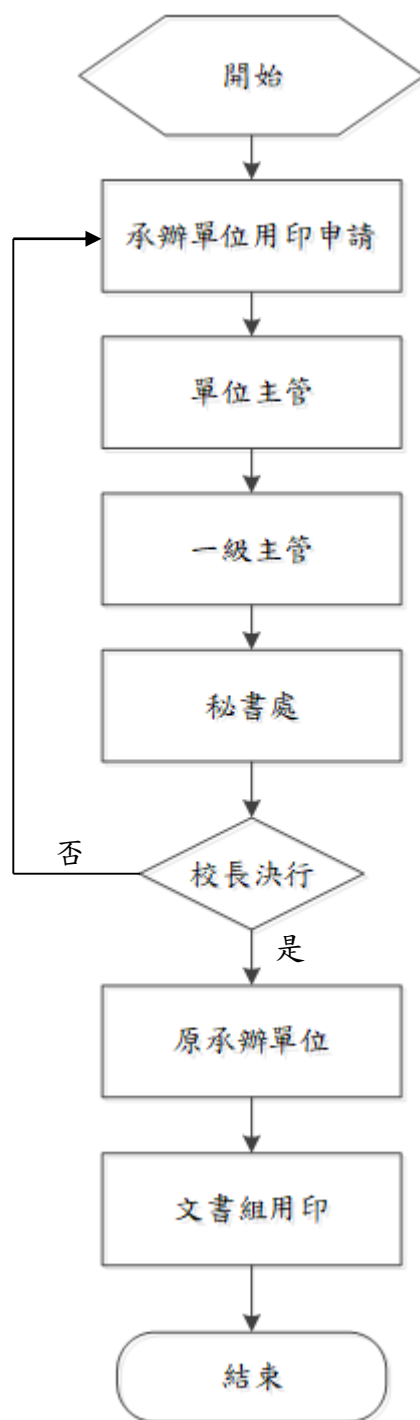 開始
承辦單位用印申請
單位主管
一級主管
秘書處
校長決行
否
是
原承辦單位
文書組用印
結束